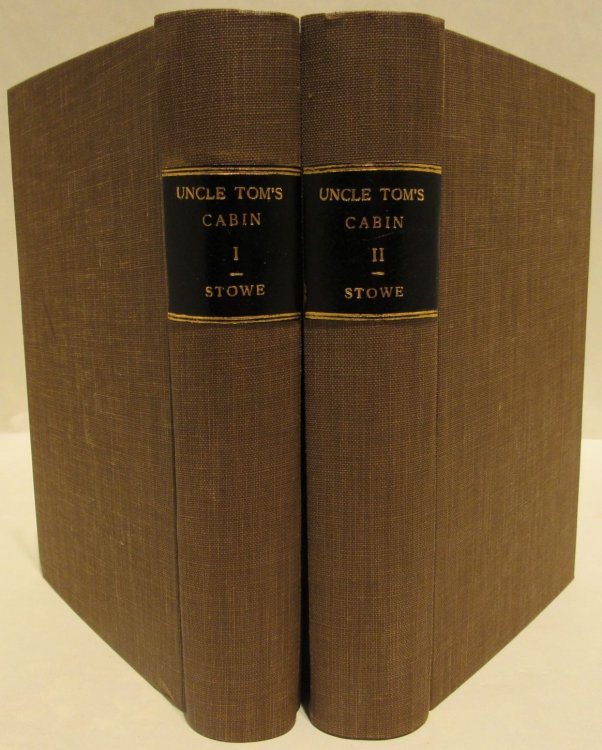 UNCLE TOM'S
CABIN
I
STOWE
UNCLE TOM'S
CABIN
II
STOWE